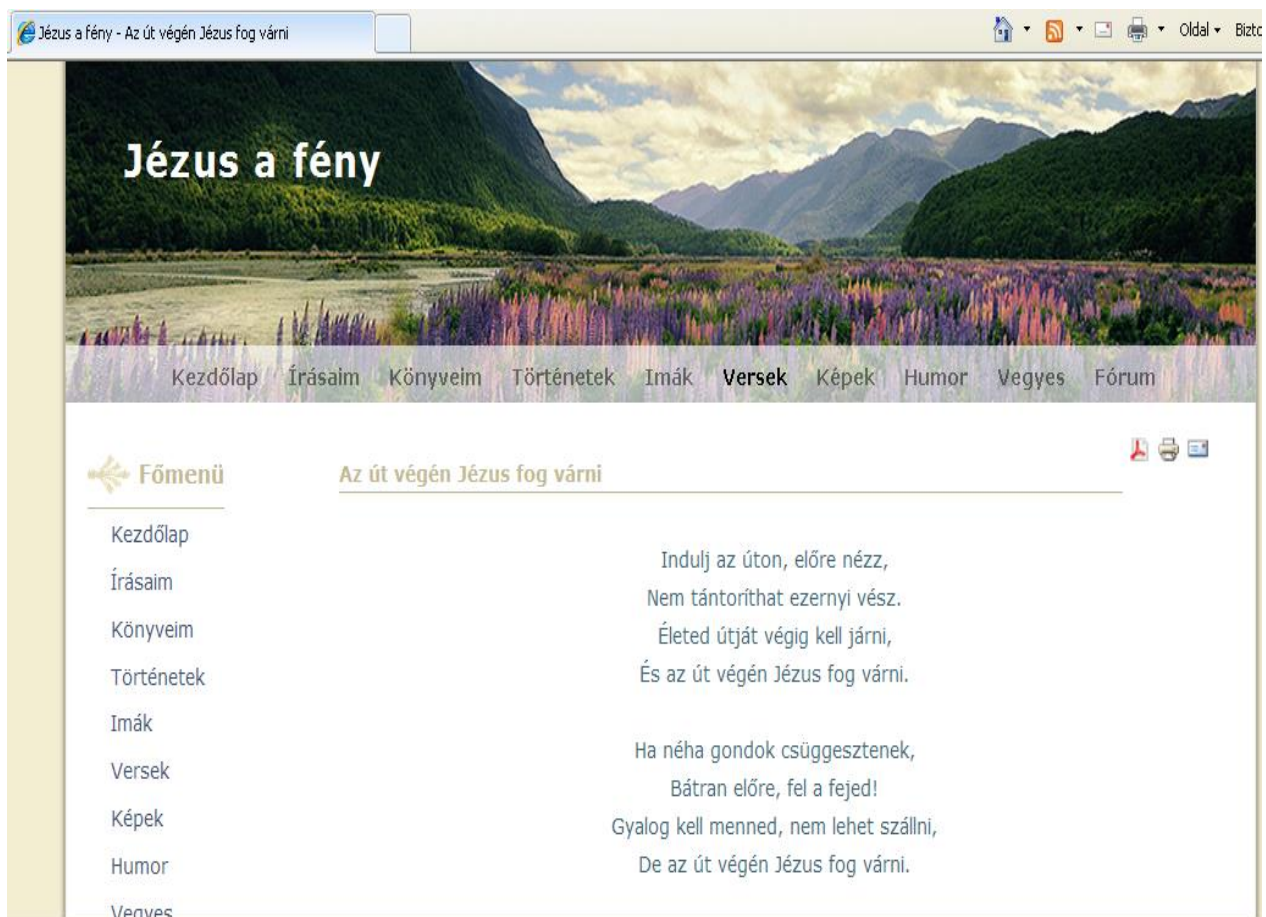 Jézus a fény - Az út végén Jézus fog várni
Oldal
Jézus a fény
Kezdőlap Írásaim Könyveim Történetek Imák Versek Képek Humor Vegyes Fórum
Főmenü
Kezdőlap
Írásaim
Könyveim
Történetek
Imák
Versek
Képek
Humor
Vegyes
Az út végén Jézus fog várni
Indulj az úton, előre nézz,
Nem tántoríthat ezernyi vész.
Életed útját végig kell járni,
És az út végén Jézus fog várni.
Ha néha gondok csüggesztenek,
Bátran előre, fel a fejed!
Gyalog kell menned, nem lehet szállni,
De az út végén Jézus fog várni.